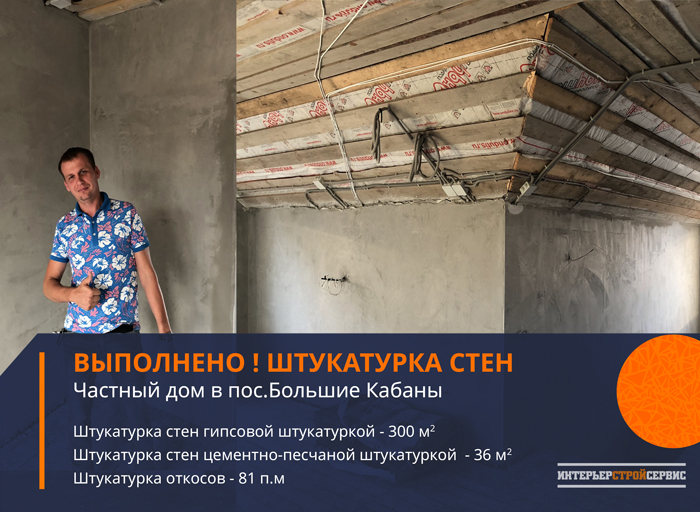 ВЫПОЛНЕНО ! ШТУКАТУРКА СТЕН
Частный дом в пос.Большие Кабаны
Штукатурка стен гипсовой штукатуркой - 300 м²
Штукатурка стен цементно-песчаной штукатуркой - 36 м²
Штукатурка откосов - 81 п.м
ИНТЕРЬЕРСТРОЙСЕРВИС